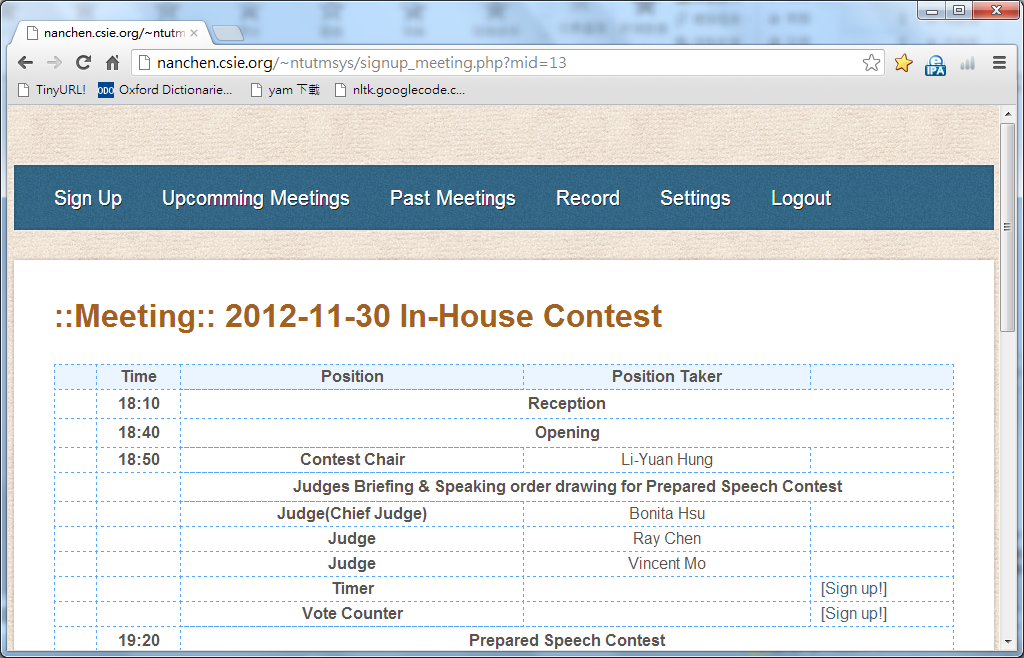 nanchen.csie.org/~ntutm
nanchen.csie.org/~ntutmsys/signup_meeting.php?mid=13
IPA
TinyURL! ODO Oxford Dictionarie... yam 下載 nltk.googlecode.c...
Sign Up Upcomming Meetings Past Meetings Record Settings Logout
::Meeting:: 2012-11-30 In-House Contest
Time Position Position Taker
18:10 Reception
18:40 Opening
18:50 Contest Chair Li-Yuan Hung
Judges Briefing & Speaking order drawing for Prepared Speech Contest
Judge(Chief Judge) Bonita Hsu
Judge Ray Chen
Judge Vincent Mo
Timer [Sign up!]
Vote Counter [Sign up!]
19:20 Prepared Speech Contest